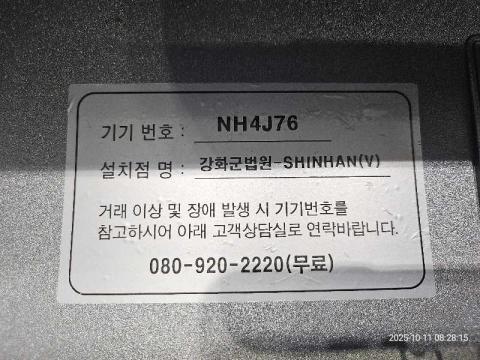 기기 번호 : NH4J76
설치점 명 : 강화군법원-SHINHAN(V)
거래 이상 및 장애 발생 시 기기번호를
참고하시어 아래 고객상담실로 연락바랍니다.
080-920-2220(무료)
2025-10-11 08:28:15